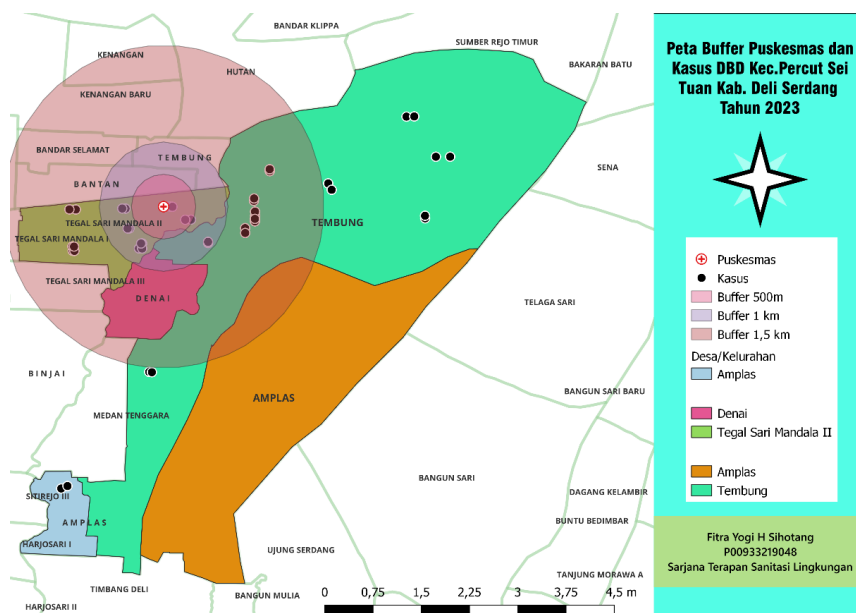 Peta Buffer Puskesmas dan
Kasus DBD Kec.Percut Sei
Tuan Kab. Deli Serdang
Tahun 2023
Puskesmas
Kasus
Buffer 500m
Buffer 1 km
Buffer 1,5 km
Desa/Kelurahan
Amplas
Denai
Tegal Sari Mandala II
Amplas
Tembung
Fitra Yogi H Sihotang
P00933219048
Sarjana Terapan Sanitasi Lingkungan
BANDAR KLIPPA
SUMBER REJO TIMUR
KENANGAN
BAKARAN BATU
HUTAN
KENANGAN BARU
BANDAR SELAMAT
TEMBUNG
SENA
BANTAN
TEGAL SARI MANDALA II
TEMBUNG
TEGAL SARI MANDALA I
TEGAL SARI MANDALA III
DENAI
TELAGA SARI
BINJAI
BANGUN SARI BARU
AMPLAS
MEDAN TENGGARA
BANGUN SARI
DAGANG KELAMBIR
SITIREJO III
AMPLAS
BUNTU BEDIMBAR
HARJOSARI I
UJUNG SERDANG
TANJUNG MORAWA A
TIMBANG DELI
BANGUN MULIA
HARJOSARI II
0 0,75 1,5 2,25 3 3,75 4,5 m